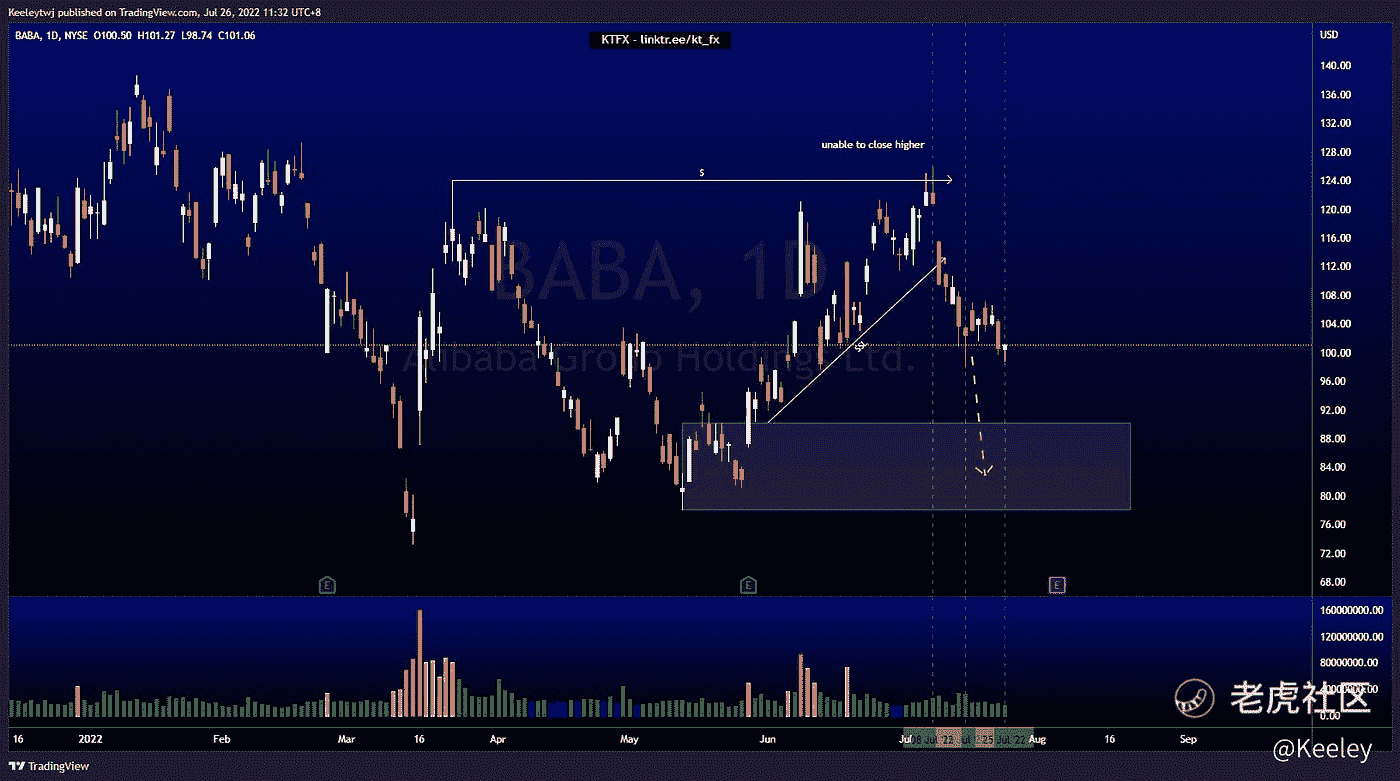 Keeleytwj published on TradingView.com, Jul 26, 2022 11:32 UTC+8
BABA, 1D, NYSE O100.50 H101.27 L98.74 C101.06
KTFX - linktr.ee/kt_fx
USD
140.00
136.00
132.00
unable to close higher
128.00
$
124.00
120.00
116.00
BABA, 1D
112.00
108.00
104.00
$
Alibaba Group Holdings Ltd.
100.00
96.00
92.00
88.00
84.00
80.00
76.00
72.00
68.00
E
E
E
160000000.00
120000000.00
80000000.00
40000000.00
0.00
老虎社区
16 2022 Feb Mar 16 Apr May Jun Jul Aug 16 Sep
@Keeley
TradingView